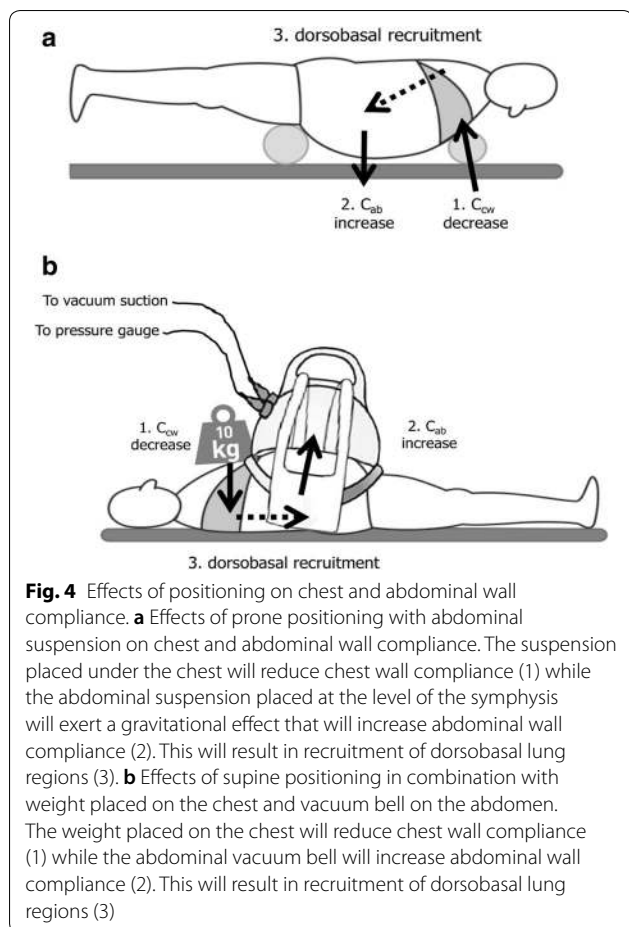 a
3. dorsobasal recruitment
2. Cab
increase
1. Ccw
decrease
b
To vacuum suction
To pressure gauge
1. Ccw
decrease
10
kg
2. Cab
increase
3. dorsobasal recruitment
Fig. 4 Effects of positioning on chest and abdominal wall
compliance. a Effects of prone positioning with abdominal
suspension on chest and abdominal wall compliance. The suspension
placed under the chest will reduce chest wall compliance (1) while
the abdominal suspension placed at the level of the symphysis
will exert a gravitational effect that will increase abdominal wall
compliance (2). This will result in recruitment of dorsobasal lung
regions (3). b Effects of supine positioning in combination with
weight placed on the chest and vacuum bell on the abdomen.
The weight placed on the chest will reduce chest wall compliance
(1) while the abdominal vacuum bell will increase abdominal wall
compliance (2). This will result in recruitment of dorsobasal lung
regions (3)